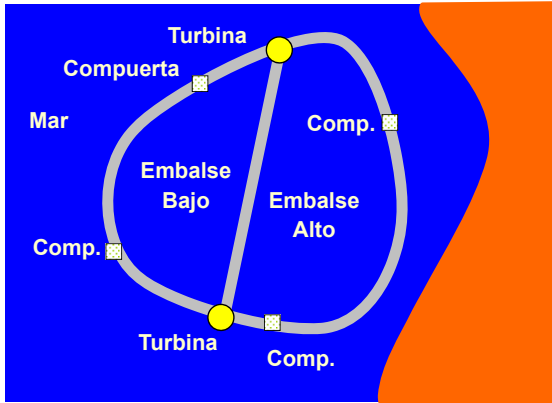 Turbina
Compuerta
Mar
Comp.
Embalse
Bajo
Embalse
Alto
Comp.
Turbina
Comp.